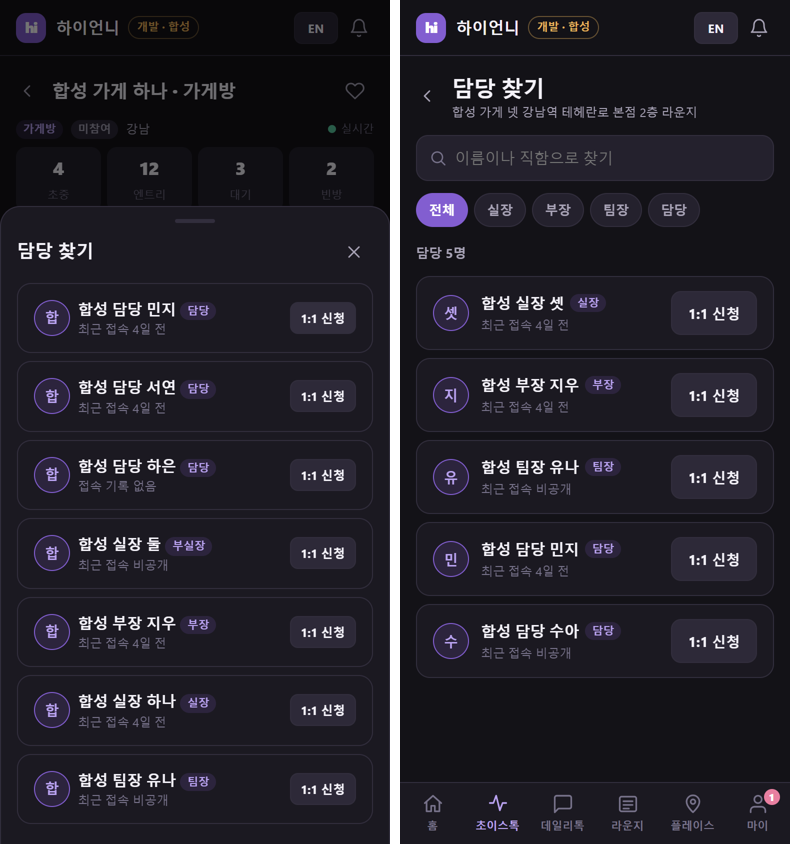 hi 하이언니 개발 · 합성 EN
합성 가게 하나 · 가게방
가게방 미참여 강남 실시간
4 12 3 2
초중 엔트리 대기 빈방
담당 찾기
합 합성 담당 민지 담당
최근 접속 4일 전
1:1 신청
합 합성 담당 서연 담당
최근 접속 4일 전
1:1 신청
합 합성 담당 하은 담당
접속 기록 없음
1:1 신청
합 합성 실장 둘 부실장
최근 접속 비공개
1:1 신청
합 합성 부장 지우 부장
최근 접속 4일 전
1:1 신청
합 합성 실장 하나 실장
최근 접속 4일 전
1:1 신청
합 합성 팀장 유나 팀장
최근 접속 비공개
1:1 신청
hi 하이언니 개발 · 합성 EN
담당 찾기
합성 가게 넷 강남역 테헤란로 본점 2층 라운지
이름이나 직함으로 찾기
전체 실장 부장 팀장 담당
담당 5명
셋 합성 실장 셋 실장
최근 접속 4일 전
1:1 신청
지 합성 부장 지우 부장
최근 접속 4일 전
1:1 신청
유 합성 팀장 유나 팀장
최근 접속 비공개
1:1 신청
민 합성 담당 민지 담당
최근 접속 4일 전
1:1 신청
수 합성 담당 수아 담당
최근 접속 비공개
1:1 신청
1
홈 초이스톡 데일리톡 라운지 플레이스 마이